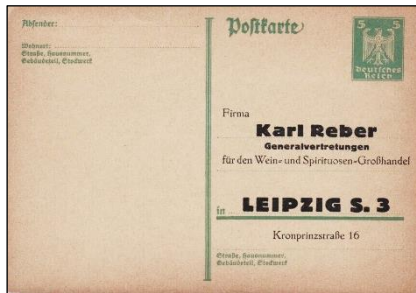 Absender:
Wohnort:
Straße, Hausnummer,
Gebäudeteil, Stockwerk
Postkarte
5 5
Deutsches
Reich
Firma
Karl Reber
Generalvertretungen
für den Wein- und Spirituosen-Großhandel
in LEIPZIG S. 3
Kronprinzstraße 16
Straße, Hausnummer,
Gebäudeteil, Stockwerk